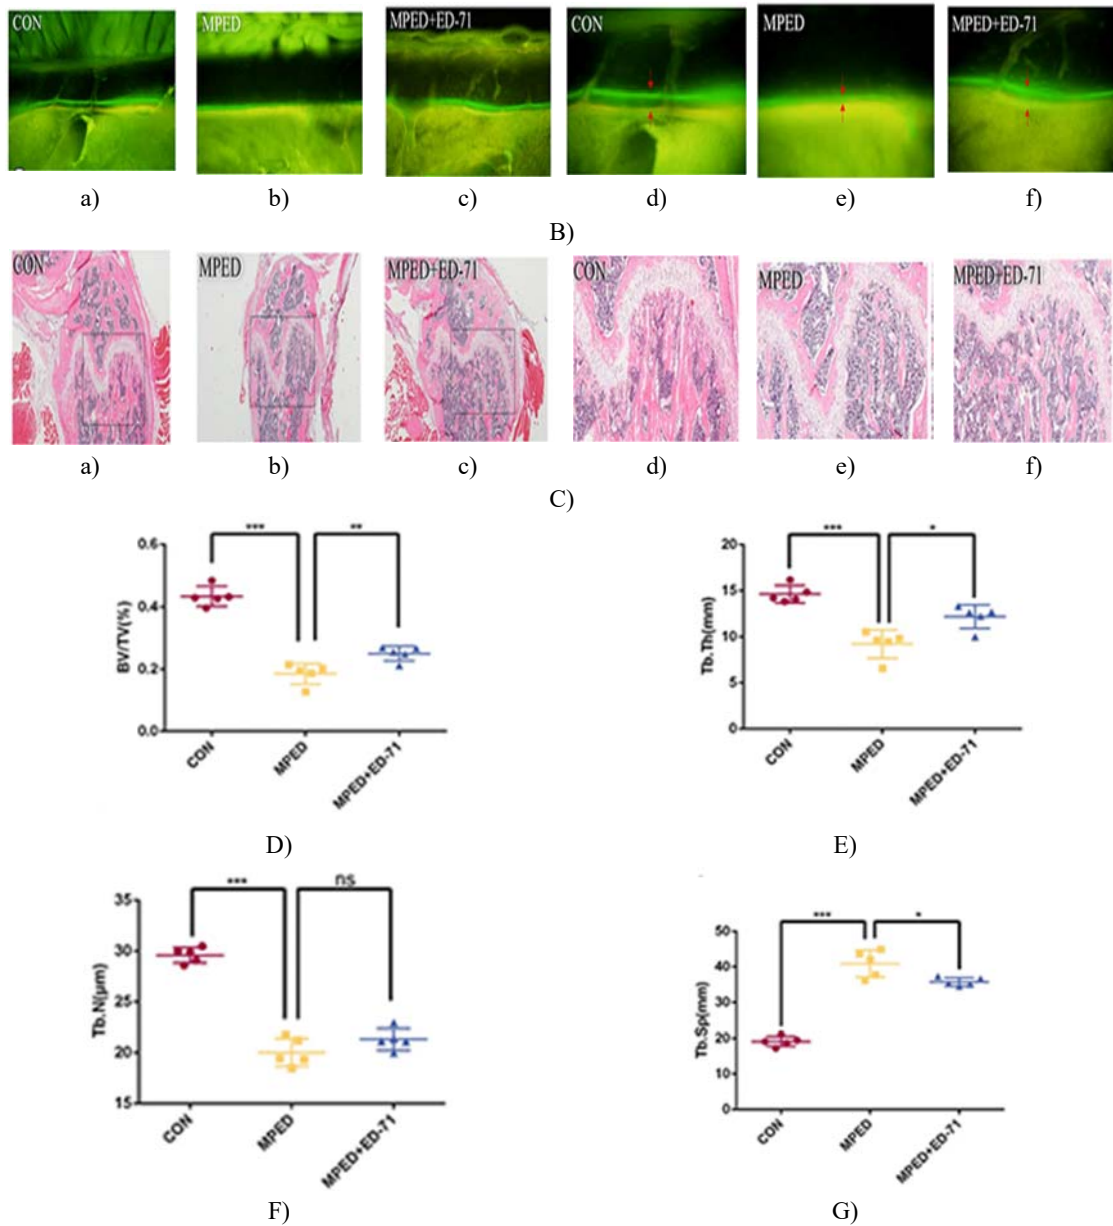 CON MPED MPED+ED-71 CON MPED MPED+ED-71
a) b) c) d) e) f)
B)
CON MPED MPED+ED-71 CON MPED MPED+ED-71
a) b) c) d) e) f)
C)
*** **
0.6
0.4
0.2
0.0
BV/TV(%)
CON MPED MPED+ED-71
D)
*** *
20
15
10
5
0
Tb.Th(mm)
CON MPED MPED+ED-71
E)
*** ns
35
30
25
20
15
Tb.N(μm)
CON MPED MPED+ED-71
F)
*** *
50
40
30
20
10
0
Tb.Sp(mm)
CON MPED MPED+ED-71
G)